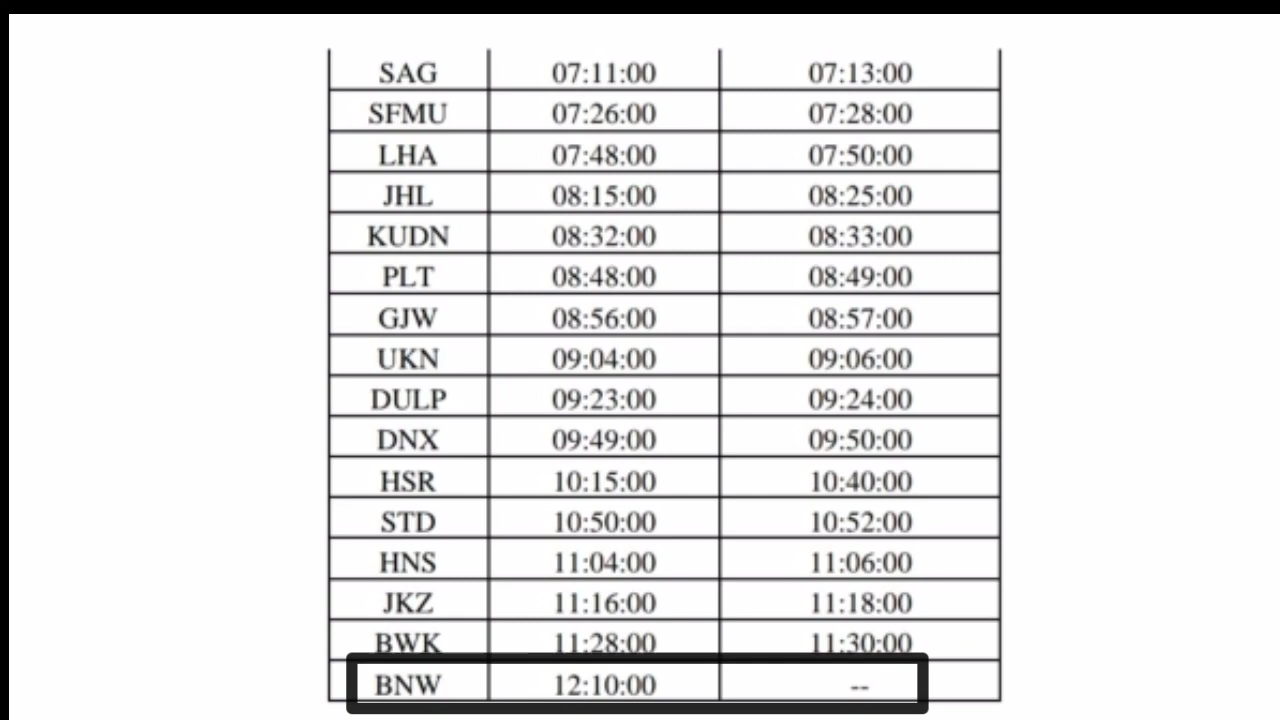 SAG 07:11:00 07:13:00
SFMU 07:26:00 07:28:00
LHA 07:48:00 07:50:00
JHL 08:15:00 08:25:00
KUDN 08:32:00 08:33:00
PLT 08:48:00 08:49:00
GJW 08:56:00 08:57:00
UKN 09:04:00 09:06:00
DULP 09:23:00 09:24:00
DNX 09:49:00 09:50:00
HSR 10:15:00 10:40:00
STD 10:50:00 10:52:00
HNS 11:04:00 11:06:00
JKZ 11:16:00 11:18:00
BWK 11:28:00 11:30:00
BNW 12:10:00 --